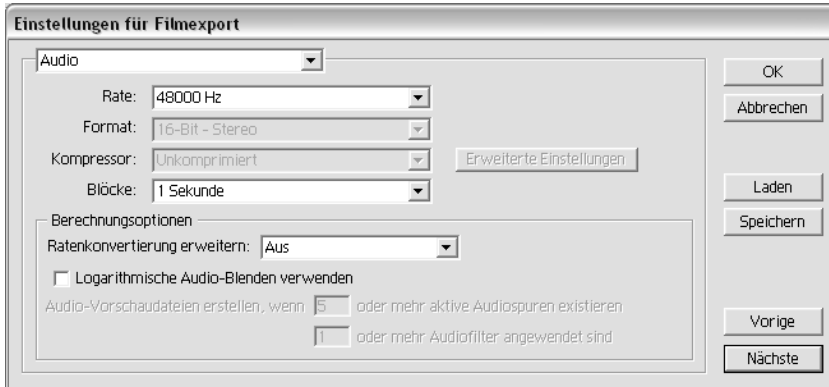 Einstellungen für Filmexport
Audio
OK
Rate: 48000 Hz
Abbrechen
Format: 16-Bit - Stereo
Kompressor: Unkomprimiert Erweiterte Einstellungen
Blöcke: 1 Sekunde
Laden
Berechnungsoptionen
Speichern
Ratenkonvertierung erweitern: Aus
Logarithmische Audio-Blenden verwenden
Audio-Vorschaudateien erstellen, wenn 5 oder mehr aktive Audiospuren existieren
1 oder mehr Audiofilter angewendet sind
Vorige
Nächste